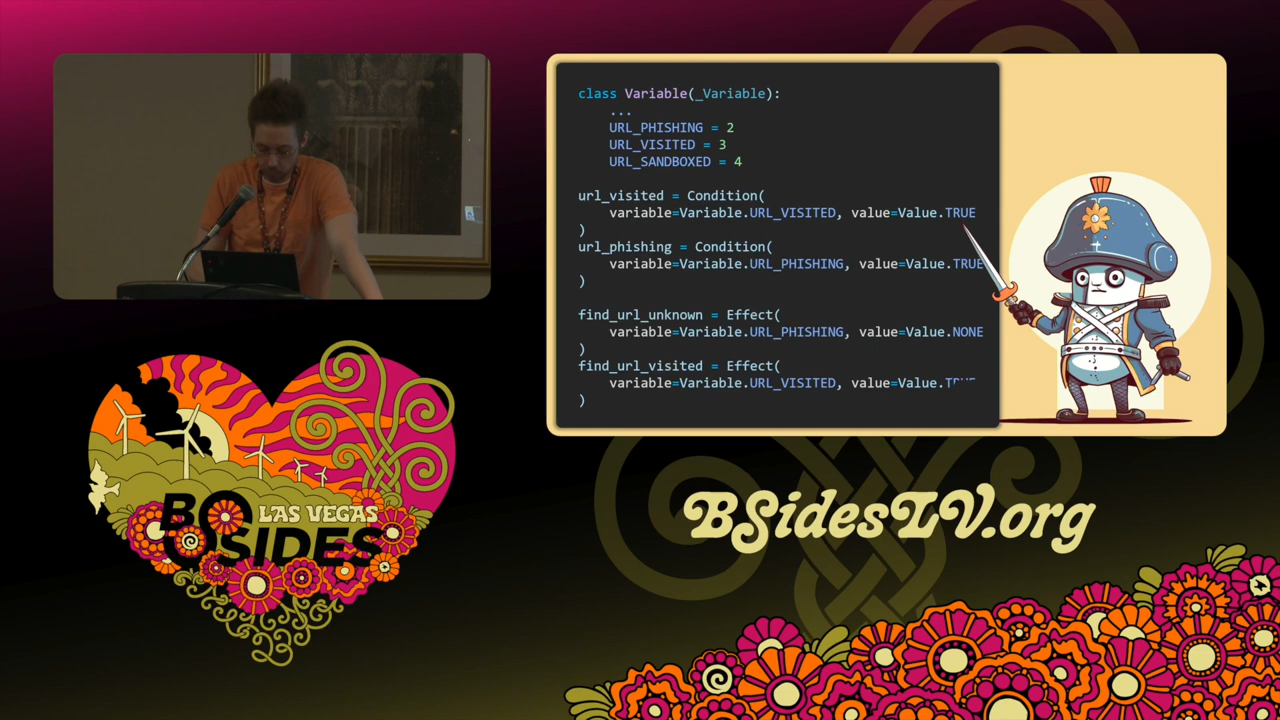 class Variable(_Variable):
...
URL_PHISHING = 2
URL_VISITED = 3
URL_SANDBOXED = 4
url_visited = Condition(
variable=Variable.URL_VISITED, value=Value.TRUE
)
url_phishing = Condition(
variable=Variable.URL_PHISHING, value=Value.TRUE
)
find_url_unknown = Effect(
variable=Variable.URL_PHISHING, value=Value.NONE
)
find_url_visited = Effect(
variable=Variable.URL_VISITED, value=Value.TRUE
)
LAS VEGAS
BSIDES
23
BSidesLV.org